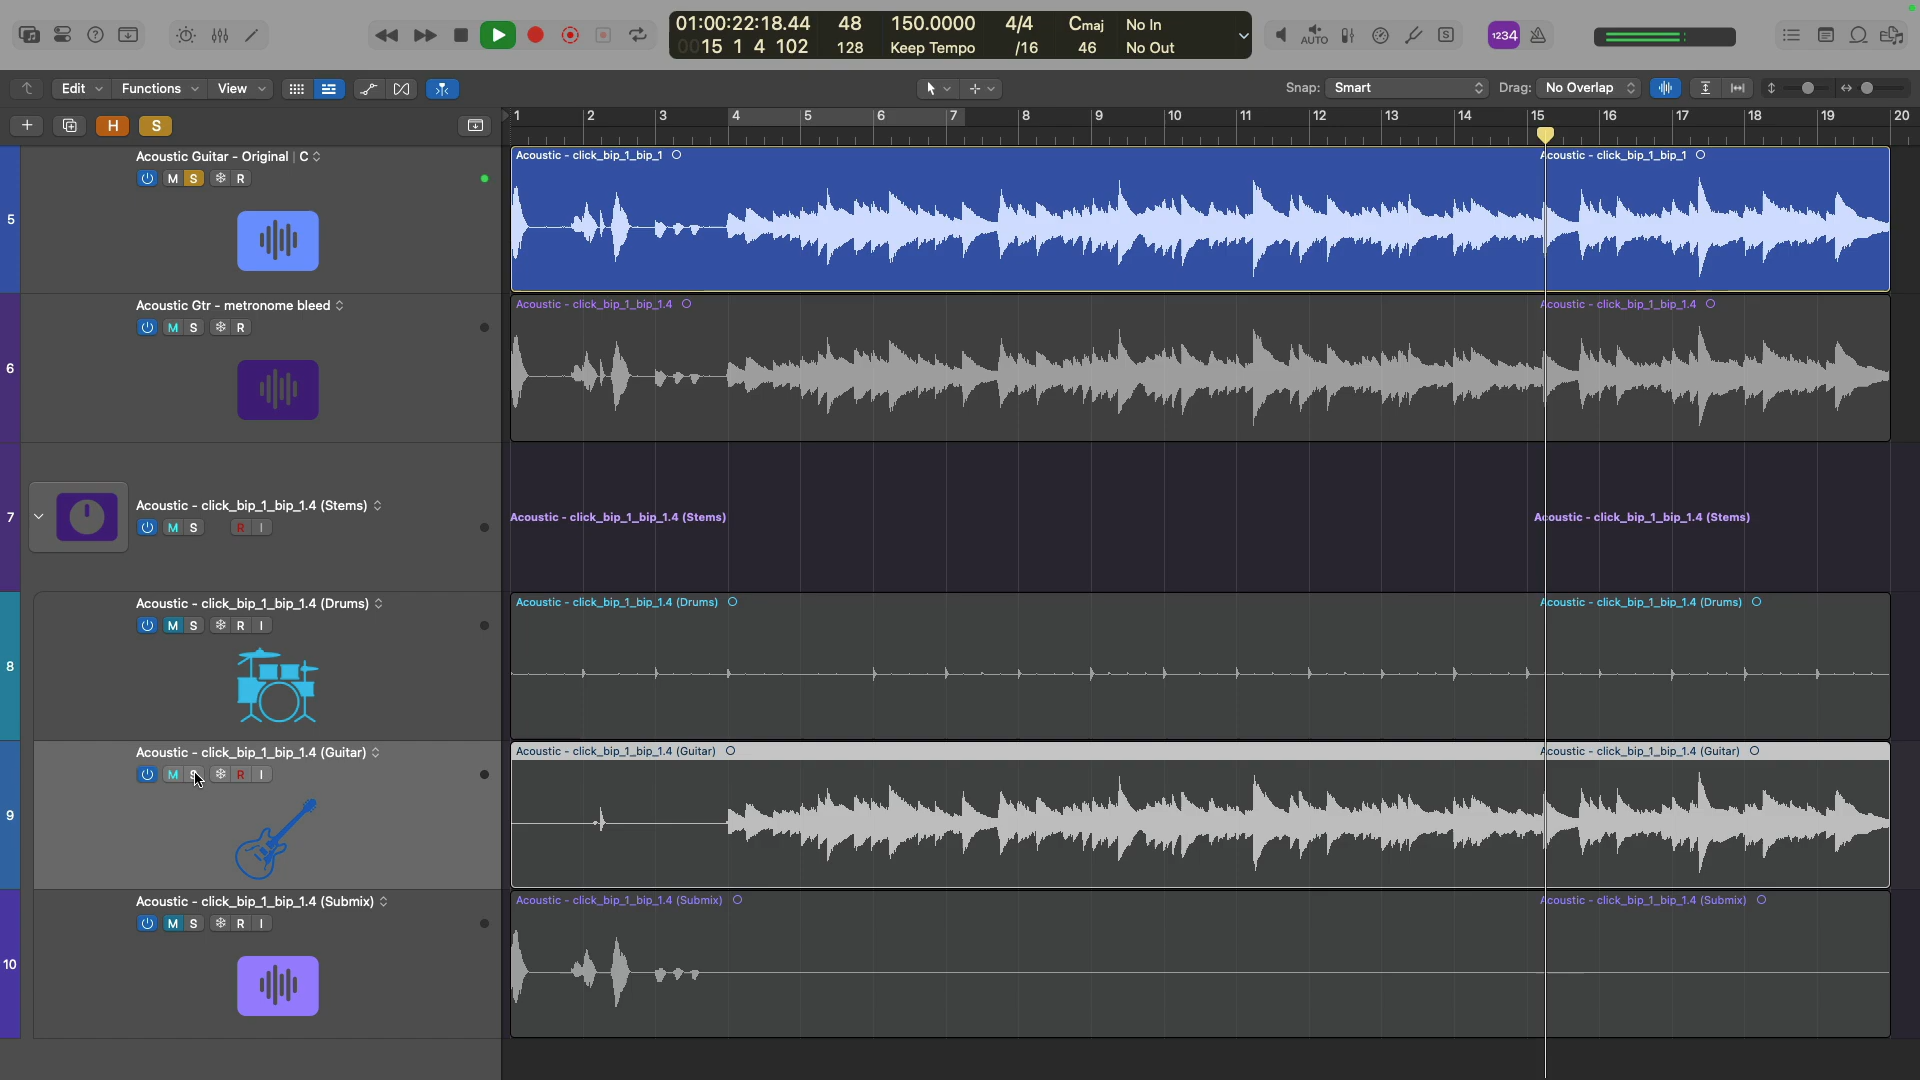 1234
01:00:22:18.44 48 150.0000 4/4 Cmaj No In
0015 1 4 102 128 Keep Tempo /16 46 No Out
AUTO
S
Edit Functions View
Snap: Smart Drag: No Overlap
H S
1 2 3 4 5 6 7 8 9 10 11 12 13 14 15 16 17 18 19 20
5
Acoustic Guitar - Original | C
M S R
Acoustic - click_bip_1_bip_1
Acoustic - click_bip_1_bip_1
6
Acoustic Gtr - metronome bleed
M S R
Acoustic - click_bip_1_bip_1.4
Acoustic - click_bip_1_bip_1.4
7
Acoustic - click_bip_1_bip_1.4 (Stems)
M S R I
Acoustic - click_bip_1_bip_1.4 (Stems)
Acoustic - click_bip_1_bip_1.4 (Stems)
8
Acoustic - click_bip_1_bip_1.4 (Drums)
M S R I
Acoustic - click_bip_1_bip_1.4 (Drums)
Acoustic - click_bip_1_bip_1.4 (Drums)
9
Acoustic - click_bip_1_bip_1.4 (Guitar)
M S R I
Acoustic - click_bip_1_bip_1.4 (Guitar)
Acoustic - click_bip_1_bip_1.4 (Guitar)
10
Acoustic - click_bip_1_bip_1.4 (Submix)
M S R I
Acoustic - click_bip_1_bip_1.4 (Submix)
Acoustic - click_bip_1_bip_1.4 (Submix)